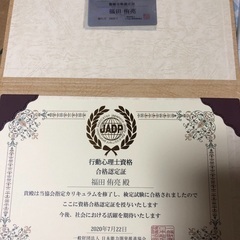 福田 侑亮
JADP
行動心理士資格
合格認定証
福田 侑亮 殿
貴殿は当協会指定カリキュラムを修了し、検定試験に合格されましたので
ここに資格合格認定証を授与いたします
今後、社会における活躍を期待いたします
2020年7月22日
一般財団法人 日本能力開発推進協会